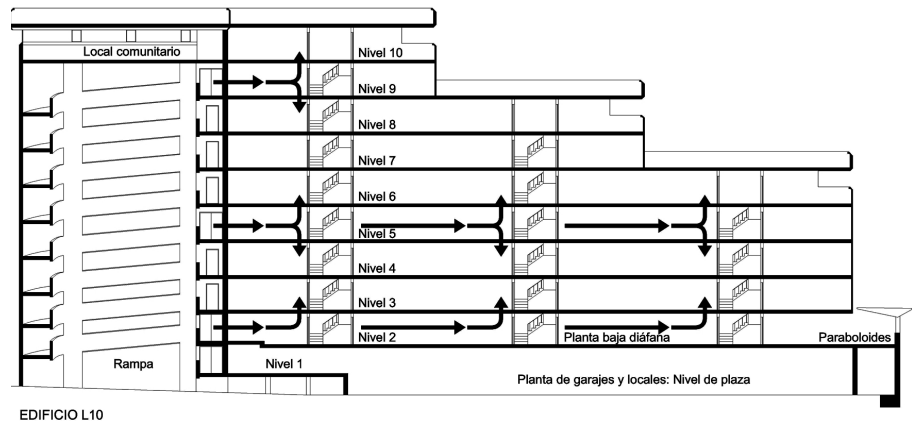 Local comunitario
Nivel 10
Nivel 9
Nivel 8
Nivel 7
Nivel 6
Nivel 5
Nivel 4
Nivel 3
Nivel 2
Planta baja diáfana
Paraboloides
Rampa
Nivel 1
Planta de garajes y locales: Nivel de plaza
EDIFICIO L10